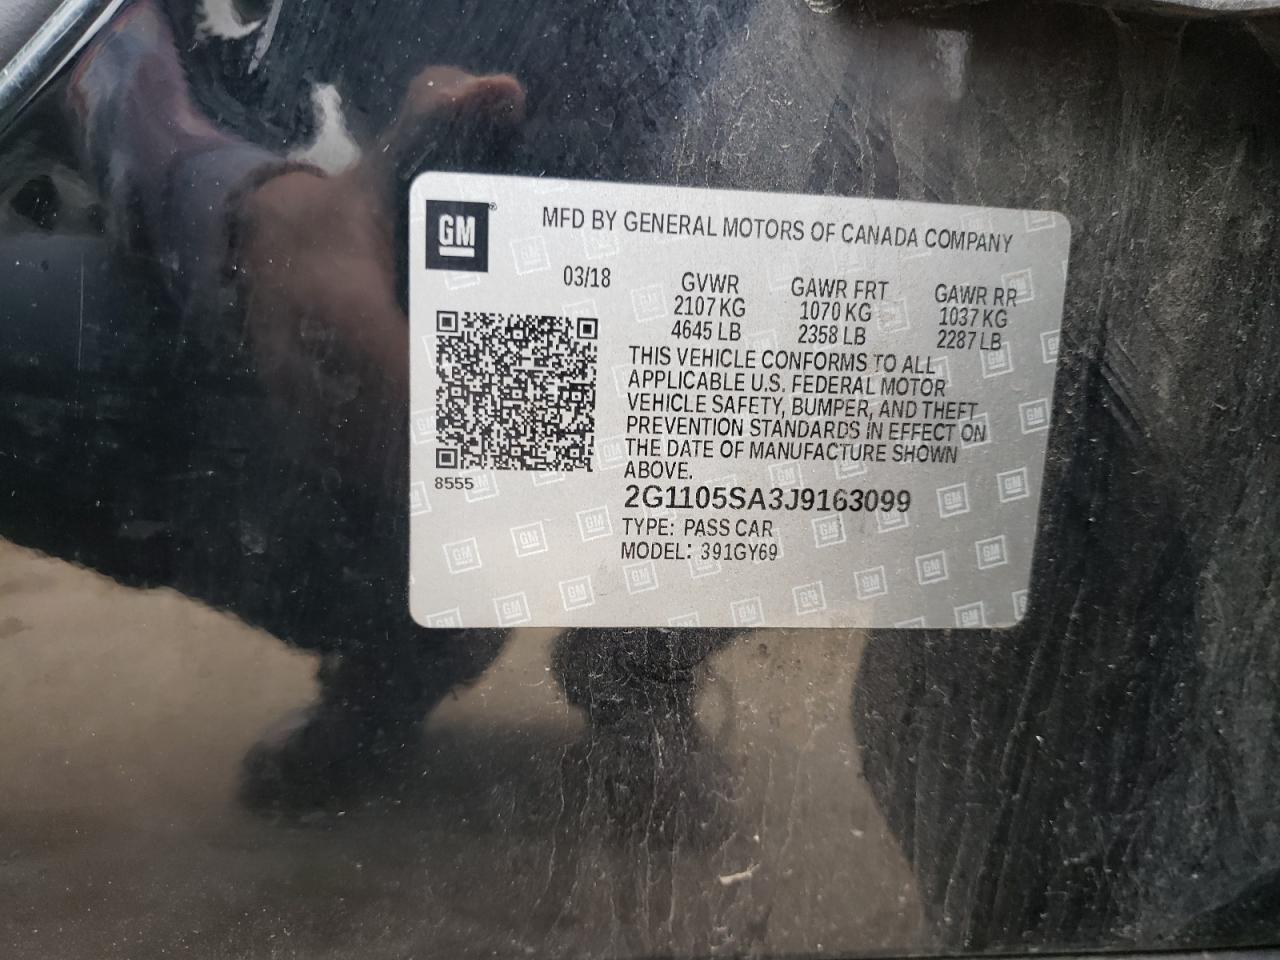 GM
MFD BY GENERAL MOTORS OF CANADA COMPANY
03/18 GVWR GAWR FRT GAWR RR
2107 KG 1070 KG 1037 KG
4645 LB 2358 LB 2287 LB
THIS VEHICLE CONFORMS TO ALL
APPLICABLE U.S. FEDERAL MOTOR
VEHICLE SAFETY, BUMPER, AND THEFT
PREVENTION STANDARDS IN EFFECT ON
THE DATE OF MANUFACTURE SHOWN
ABOVE.
8555
2G1105SA3J9163099
TYPE: PASS CAR
MODEL: 391GY69